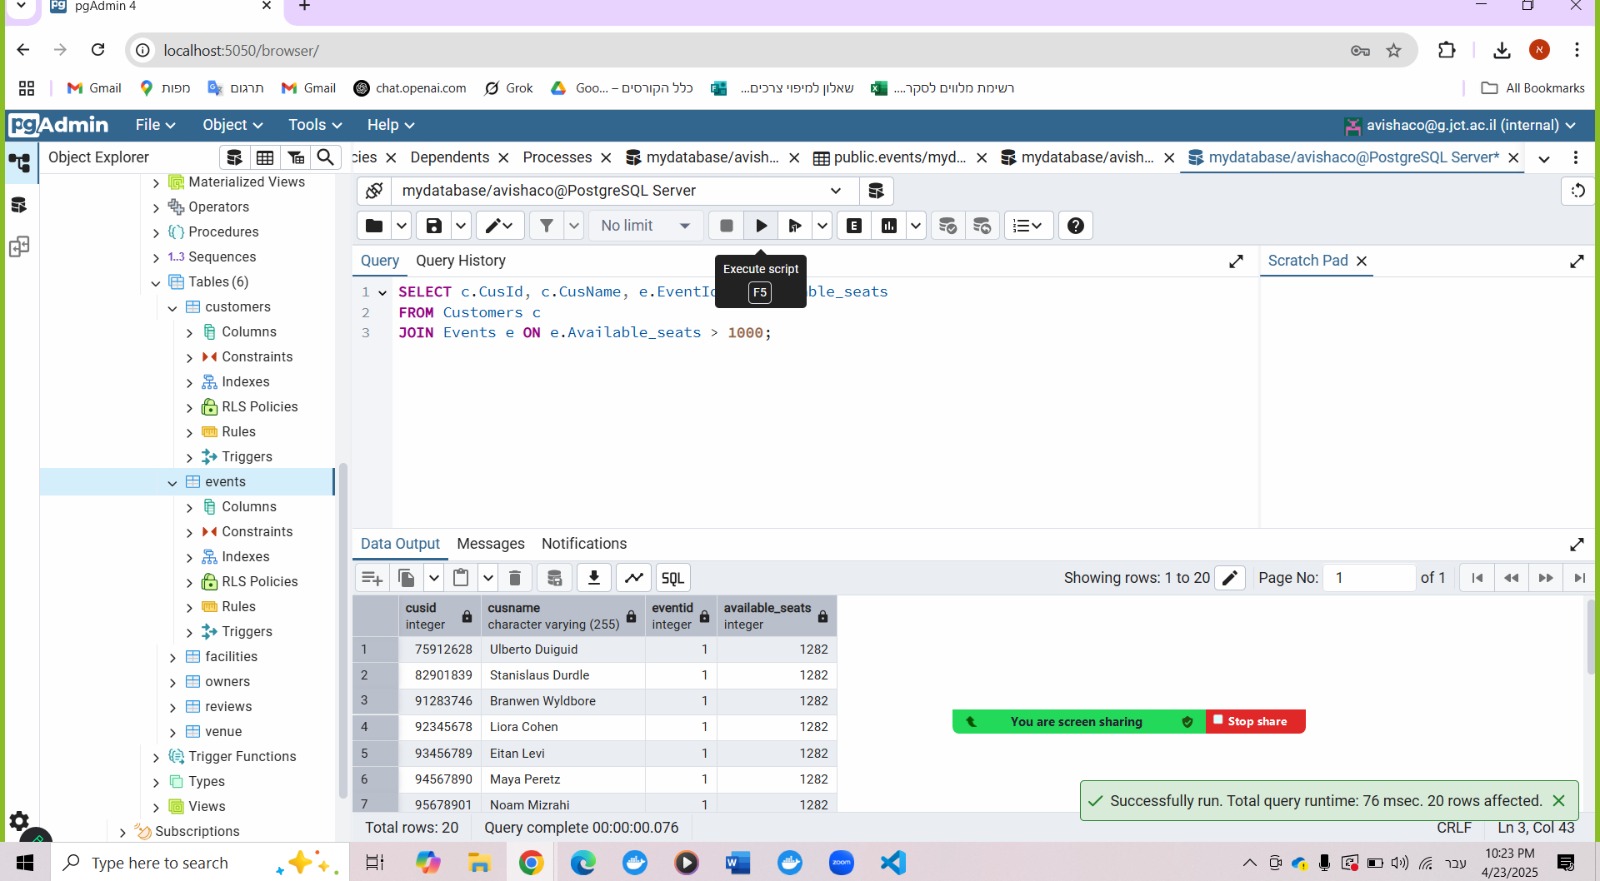 pgAdmin 4
localhost:5050/browser/
Gmail
מפות
תרגום
Gmail
chat.openai.com
Grok
Goo... – כלל הקורסים
שאלון למיפוי צרכים...
רשימת מלווים לסקר....
All Bookmarks
pgAdmin File Object Tools Help avishaco@g.jct.ac.il (internal)
Object Explorer
cies Dependents Processes mydatabase/avish... public.events/myd... mydatabase/avish... mydatabase/avishaco@PostgreSQL Server*
Materialized Views
Operators
Procedures
1..3 Sequences
Tables (6)
customers
Columns
Constraints
Indexes
RLS Policies
Rules
Triggers
events
Columns
Constraints
Indexes
RLS Policies
Rules
Triggers
facilities
owners
reviews
venue
Trigger Functions
Types
Views
Subscriptions
mydatabase/avishaco@PostgreSQL Server
No limit
E
Execute script
F5
Query Query History
Scratch Pad
1 SELECT c.CusId, c.CusName, e.EventI ble_seats
2 FROM Customers c
3 JOIN Events e ON e.Available_seats > 1000;
Data Output Messages Notifications
SQL
Showing rows: 1 to 20 Page No: 1 of 1
cusid cusname eventid available_seats
integer character varying (255) integer integer
1 75912628 Ulberto Duiguid 1 1282
2 82901839 Stanislaus Durdle 1 1282
3 91283746 Branwen Wyldbore 1 1282
4 92345678 Liora Cohen 1 1282
5 93456789 Eitan Levi 1 1282
6 94567890 Maya Peretz 1 1282
7 95678901 Noam Mizrahi 1 1282
You are screen sharing Stop share
Successfully run. Total query runtime: 76 msec. 20 rows affected.
Total rows: 20 Query complete 00:00:00.076
CRLF Ln 3, Col 43
Type here to search
zoom
עבר
10:23 PM
4/23/2025